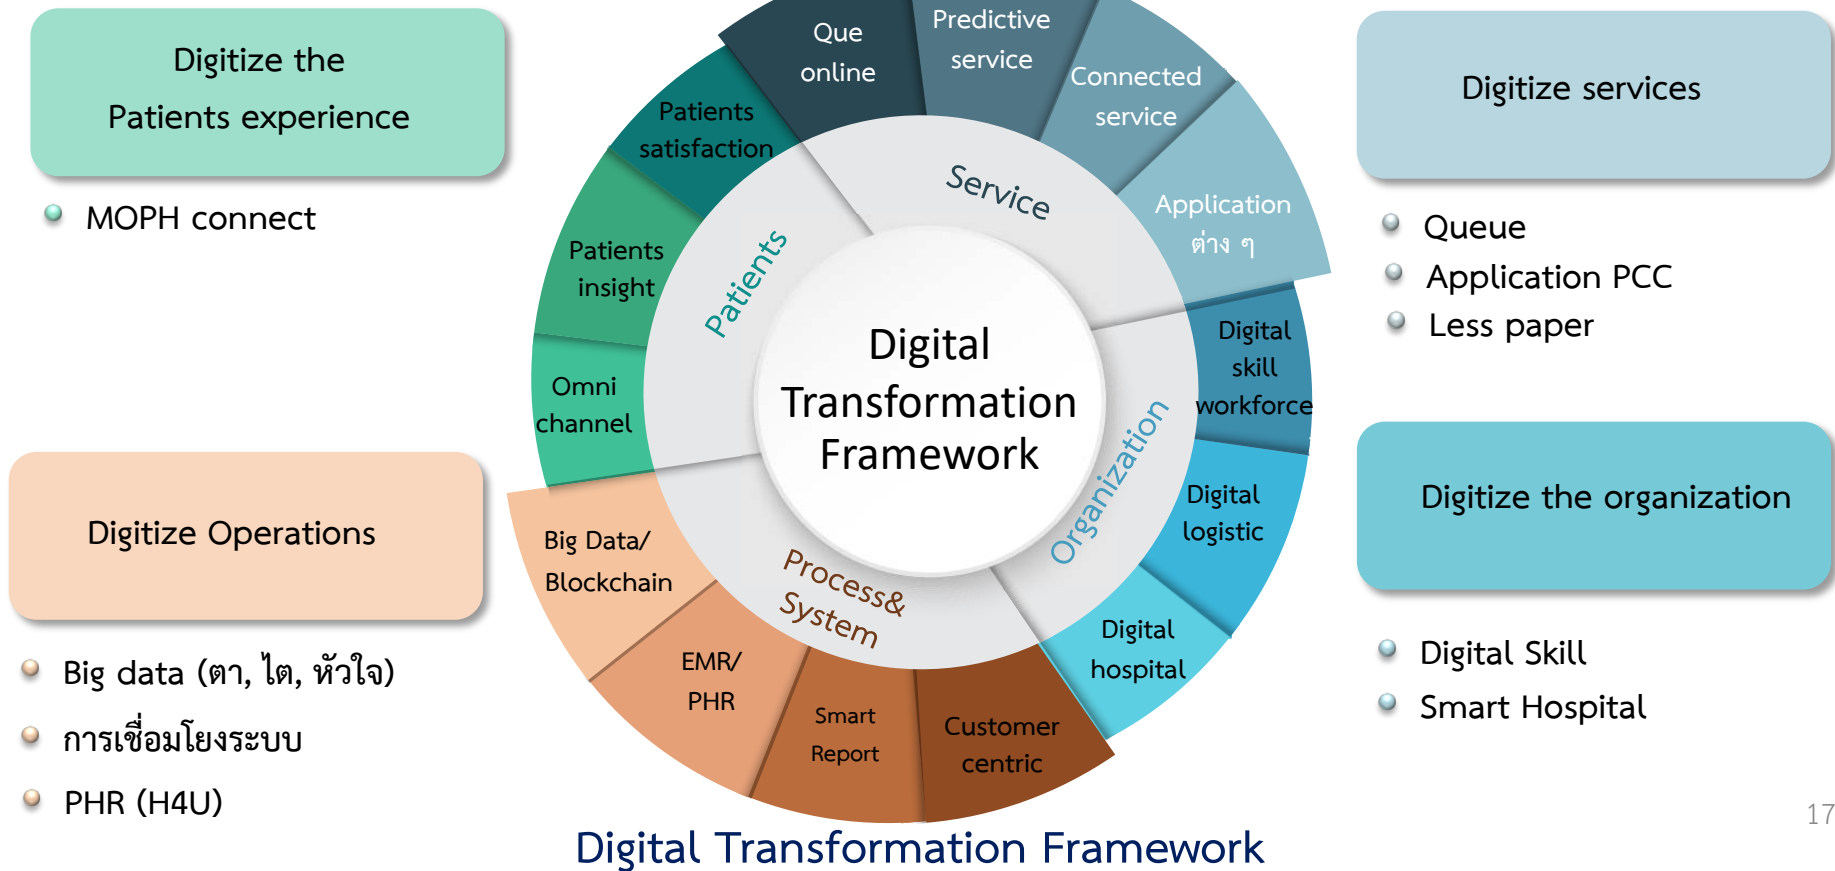 Digitize the
Patients experience
MOPH connect
Digitize Operations
Big data (ตา, ไต, หัวใจ)
การเชื่อมโยงระบบ
PHR (H4U)
Que
online
Predictive
service
Connected
service
Application
ต่าง ๆ
Service
Patients
satisfaction
Patients
insight
Omni
channel
Patients
Digital
Transformation
Framework
Digital
skill
workforce
Digital
logistic
Digital
hospital
Organization
Big Data/
Blockchain
EMR/
PHR
Smart
Report
Customer
centric
Process&
System
Digitize services
Queue
Application PCC
Less paper
Digitize the organization
Digital Skill
Smart Hospital
Digital Transformation Framework
17